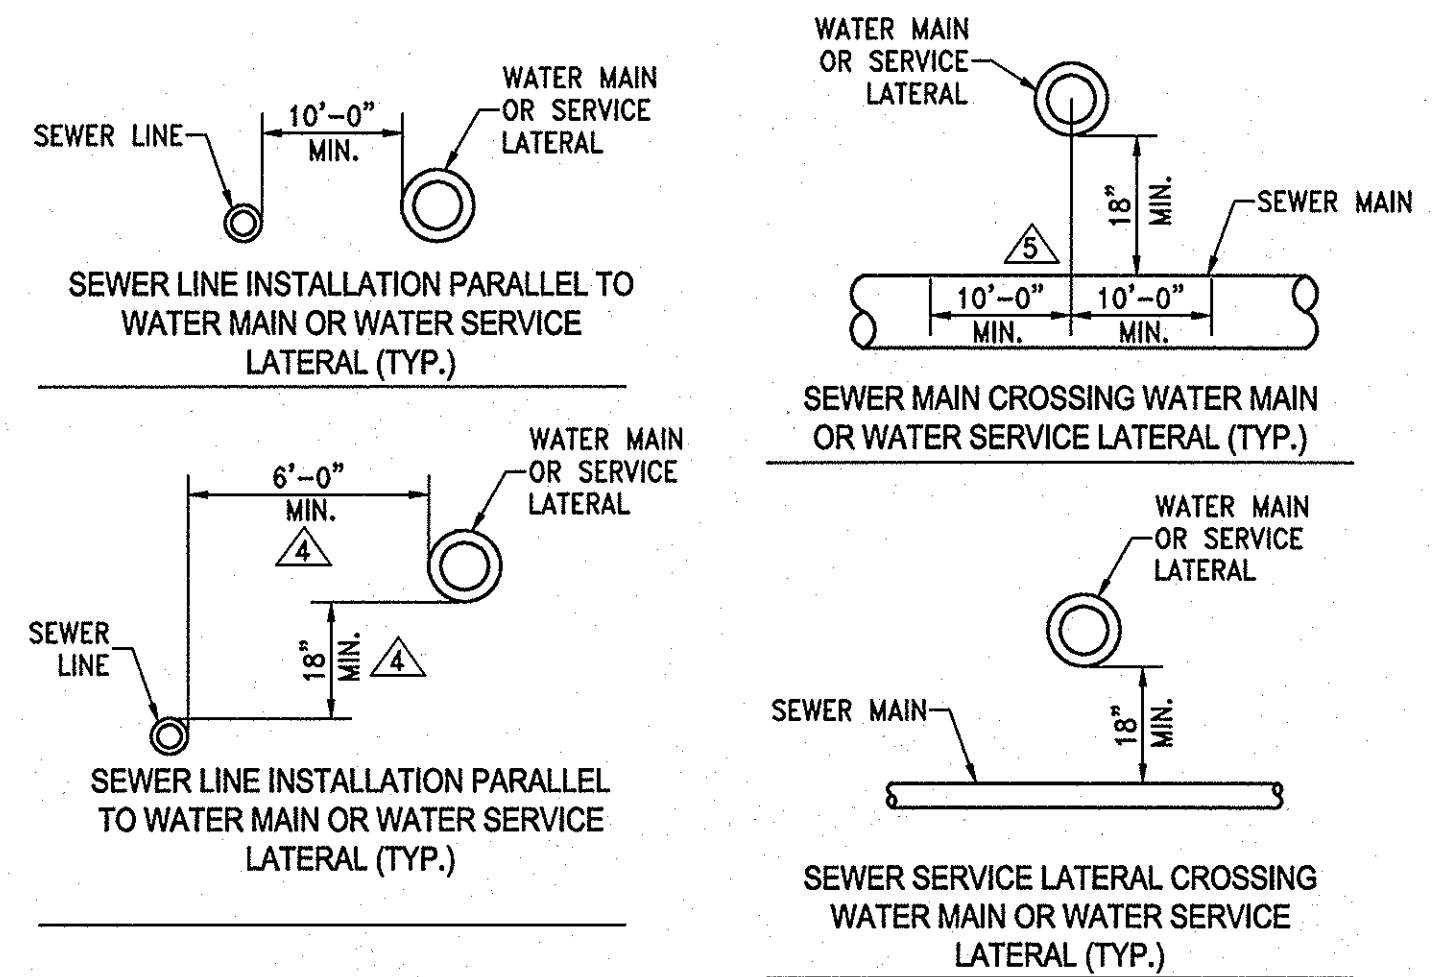 SEWER LINE
10'-0"
MIN.
WATER MAIN
OR SERVICE
LATERAL
SEWER LINE INSTALLATION PARALLEL TO
WATER MAIN OR WATER SERVICE
LATERAL (TYP.)
WATER MAIN
OR SERVICE
LATERAL
18"
MIN.
SEWER MAIN
5
10'-0"
MIN.
10'-0"
MIN.
SEWER MAIN CROSSING WATER MAIN
OR WATER SERVICE LATERAL (TYP.)
6'-0"
MIN.
4
WATER MAIN
OR SERVICE
LATERAL
18"
MIN.
4
SEWER
LINE
SEWER LINE INSTALLATION PARALLEL
TO WATER MAIN OR WATER SERVICE
LATERAL (TYP.)
WATER MAIN
OR SERVICE
LATERAL
SEWER MAIN
18"
MIN.
SEWER SERVICE LATERAL CROSSING
WATER MAIN OR WATER SERVICE
LATERAL (TYP.)